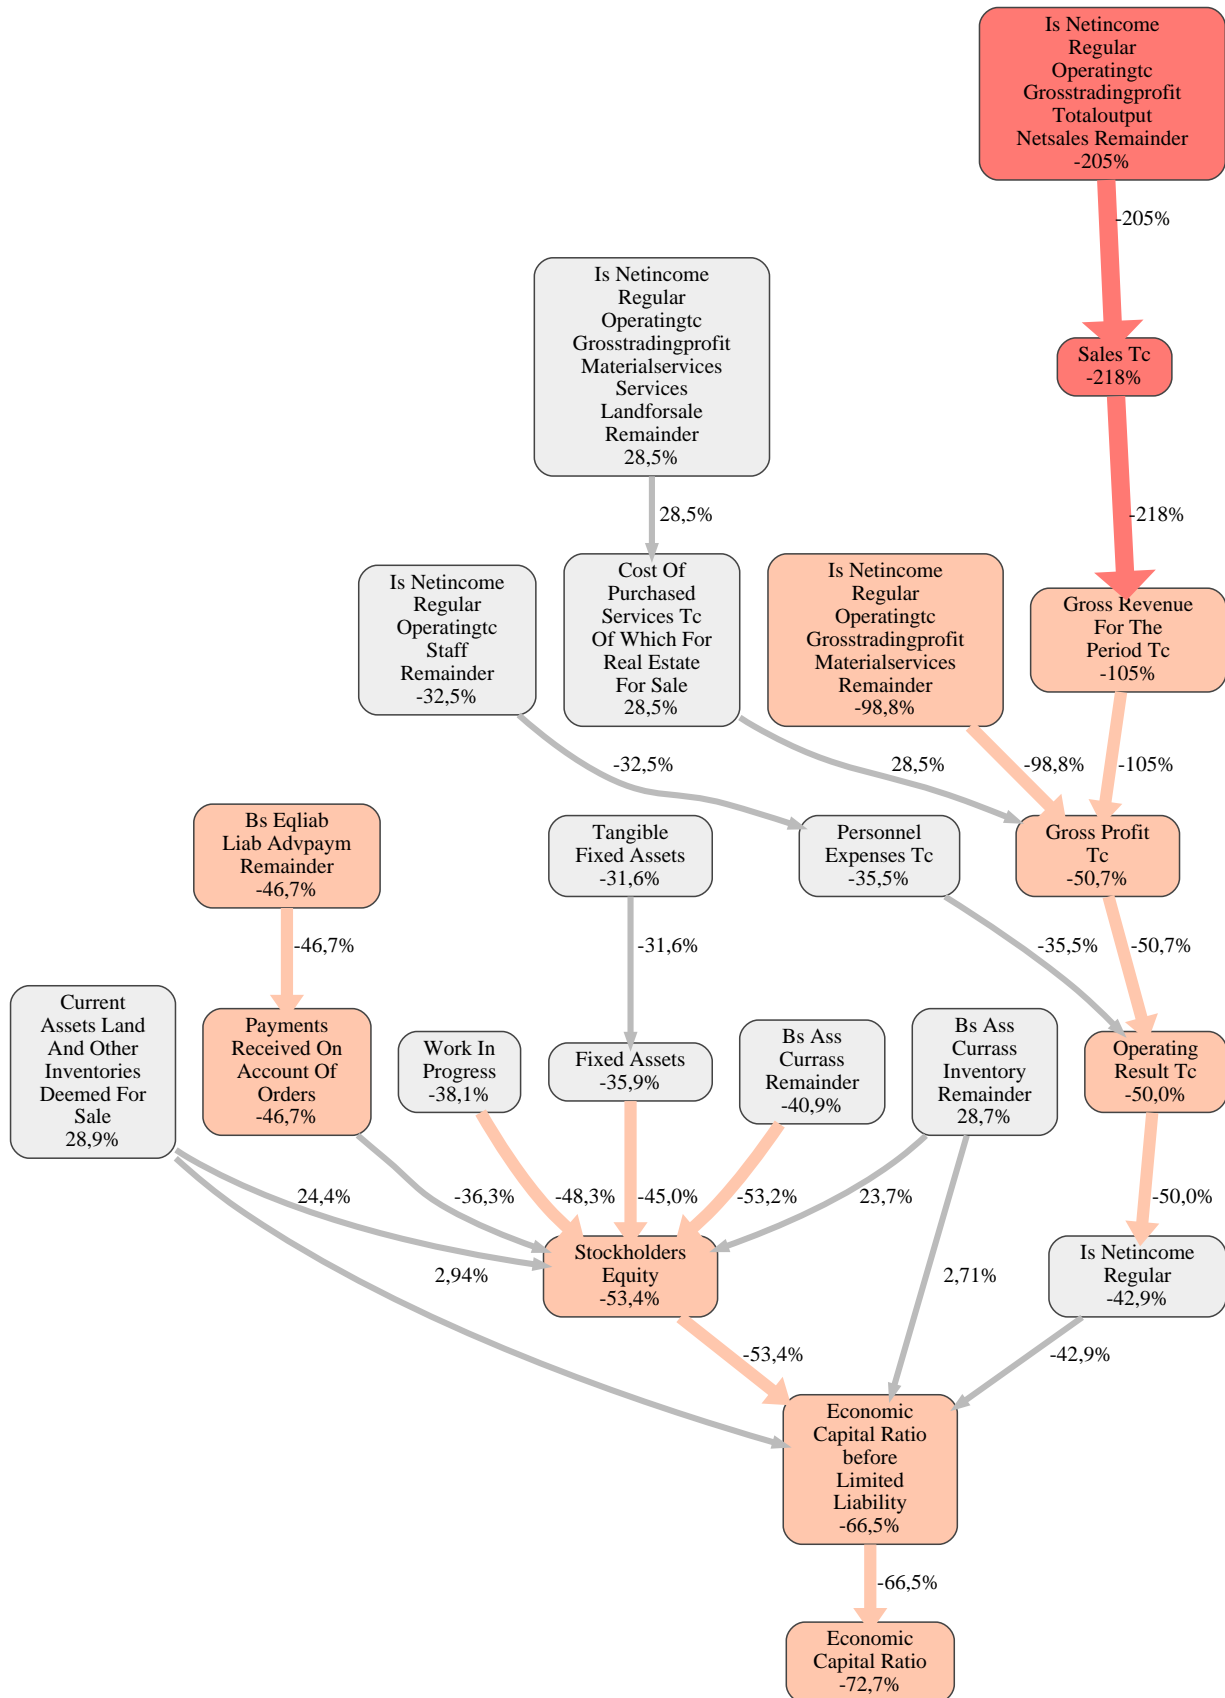 Is Netincome
Regular
Operatingtc
Grosstradingprofit
Totaloutput
Netsales Remainder
-205%
-205%
Is Netincome
Regular
Operatingtc
Grosstradingprofit
Materialservices
Services
Landforsale
Remainder
28,5%
Sales Tc
-218%
28,5%
-218%
Is Netincome
Regular
Operatingtc
Staff
Remainder
-32,5%
Cost Of
Purchased
Services Tc
Of Which For
Real Estate
For Sale
28,5%
Is Netincome
Regular
Operatingtc
Grosstradingprofit
Materialservices
Remainder
-98,8%
Gross Revenue
For The
Period Tc
-105%
-32,5%
28,5%
-98,8%
-105%
Bs Eqliab
Liab Advpaym
Remainder
-46,7%
Tangible
Fixed Assets
-31,6%
Personnel
Expenses Tc
-35,5%
Gross Profit
Tc
-50,7%
-46,7%
-31,6%
-35,5%
-50,7%
Current
Assets Land
And Other
Inventories
Deemed For
Sale
28,9%
Payments
Received On
Account Of
Orders
-46,7%
Work In
Progress
-38,1%
Fixed Assets
-35,9%
Bs Ass
Currass
Remainder
-40,9%
Bs Ass
Currass
Inventory
Remainder
28,7%
Operating
Result Tc
-50,0%
24,4%
-36,3%
-48,3%
-45,0%
-53,2%
23,7%
-50,0%
Stockholders
Equity
-53,4%
2,94%
2,71%
Is Netincome
Regular
-42,9%
-53,4%
-42,9%
Economic
Capital Ratio
before
Limited
Liability
-66,5%
-66,5%
Economic
Capital Ratio
-72,7%